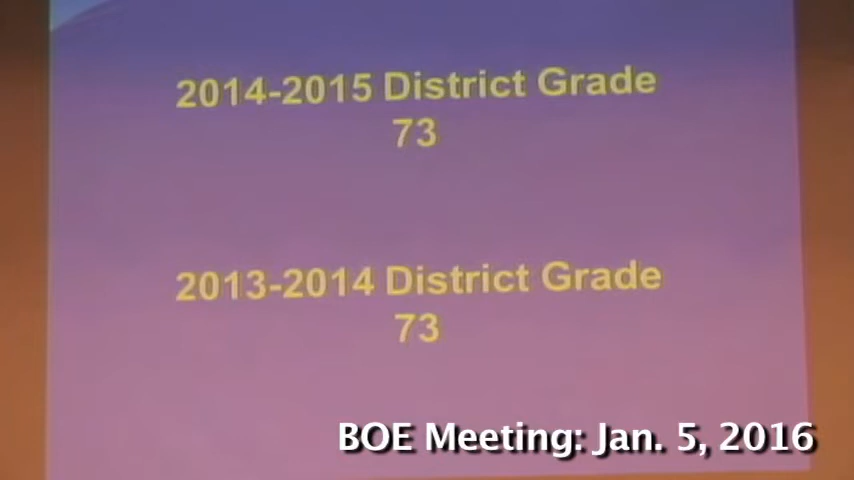 2014-2015 District Grade
73
2013-2014 District Grade
73
BOE Meeting: Jan. 5, 2016